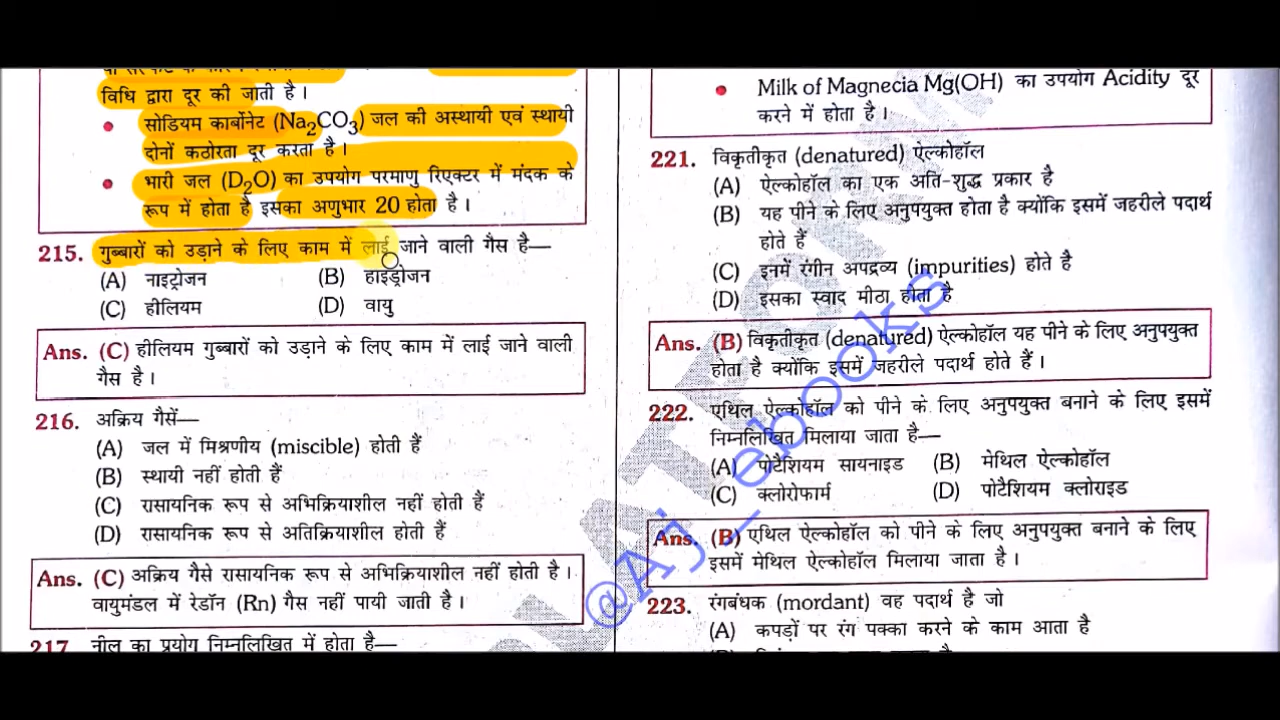 विधि द्वारा दूर की जाती है।
• सोडियम कार्बोनेट (Na₂CO₃) जल की अस्थायी एवं स्थायी
दोनों कठोरता दूर करता है।
• भारी जल (D₂O) का उपयोग परमाणु रिएक्टर में मंदक के
रूप में होता है इसका अणुभार 20 होता है।
215. गुब्बारों को उड़ाने के लिए काम में लाई जाने वाली गैस है—
(A) नाइट्रोजन (B) हाइड्रोजन
(C) हीलियम (D) वायु
Ans. (C) हीलियम गुब्बारों को उड़ाने के लिए काम में लाई जाने वाली
गैस है।
216. अक्रिय गैसें—
(A) जल में मिश्रणीय (miscible) होती हैं
(B) स्थायी नहीं होती हैं
(C) रासायनिक रूप से अभिक्रियाशील नहीं होती हैं
(D) रासायनिक रूप से अतिक्रियाशील होती हैं
Ans. (C) अक्रिय गैसे रासायनिक रूप से अभिक्रियाशील नहीं होती है।
वायुमंडल में रेडॉन (Rn) गैस नहीं पायी जाती है।
217. नील का प्रयोग निम्नलिखित में होता है—
• Milk of Magnecia Mg(OH) का उपयोग Acidity दूर
करने में होता है।
221. विकृतीकृत (denatured) ऐल्कोहॉल
(A) ऐल्कोहॉल का एक अति-शुद्ध प्रकार है
(B) यह पीने के लिए अनुपयुक्त होता है क्योंकि इसमें जहरीले पदार्थ
होते हैं
(C) इनमें रंगीन अपद्रव्य (impurities) होते है
(D) इसका स्वाद मीठा होता है
Ans. (B) विकृतीकृत (denatured) ऐल्कोहॉल यह पीने के लिए अनुपयुक्त
होता है क्योंकि इसमें जहरीले पदार्थ होते हैं।
222. एथिल ऐल्कोहॉल को पीने के लिए अनुपयुक्त बनाने के लिए इसमें
निम्नलिखित मिलाया जाता है—
(A) पोटैशियम सायनाइड (B) मेथिल ऐल्कोहॉल
(C) क्लोरोफार्म (D) पोटैशियम क्लोराइड
Ans. (B) एथिल ऐल्कोहॉल को पीने के लिए अनुपयुक्त बनाने के लिए
इसमें मेथिल ऐल्कोहॉल मिलाया जाता है।
223. रंगबंधक (mordant) वह पदार्थ है जो
(A) कपड़ों पर रंग पक्का करने के काम आता है
@Aj_ebooks